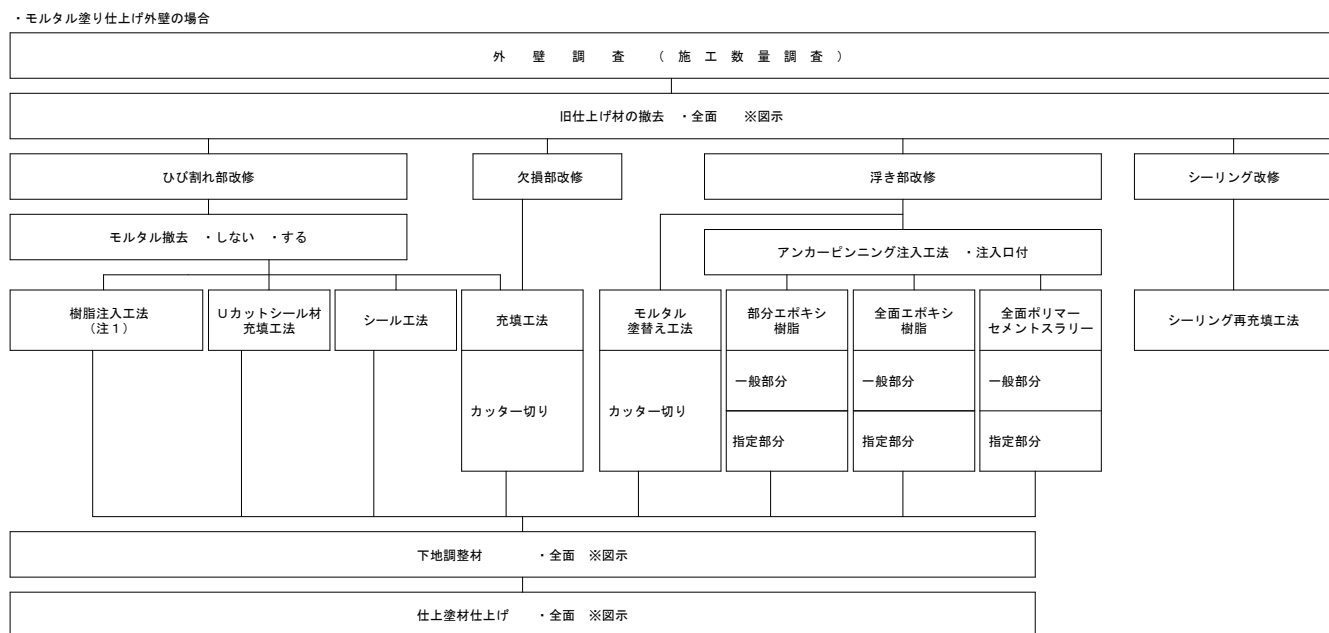 ・モルタル塗り仕上げ外壁の場合
外 壁 調 査 （ 施 工 数 量 調 査 ）
旧仕上げ材の撤去 ・全面 ※図示
ひび割れ部改修
欠損部改修
浮き部改修
シーリング改修
モルタル撤去 ・しない ・する
アンカーピンニング注入工法 ・注入口付
樹脂注入工法
（注１）
Ｕカットシール材
充填工法
シール工法
充填工法
モルタル
塗替え工法
部分エポキシ
樹脂
全面エポキシ
樹脂
全面ポリマー
セメントスラリー
シーリング再充填工法
カッター切り
カッター切り
一般部分
一般部分
一般部分
指定部分
指定部分
指定部分
下地調整材 ・全面 ※図示
仕上塗材仕上げ ・全面 ※図示